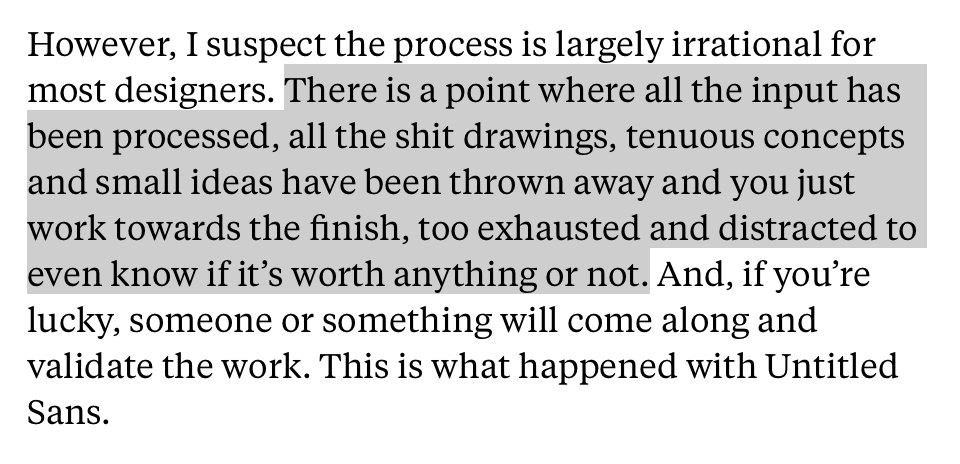 However, I suspect the process is largely irrational for
most designers. There is a point where all the input has
been processed, all the shit drawings, tenuous concepts
and small ideas have been thrown away and you just
work towards the finish, too exhausted and distracted to
even know if it’s worth anything or not. And, if you’re
lucky, someone or something will come along and
validate the work. This is what happened with Untitled
Sans.